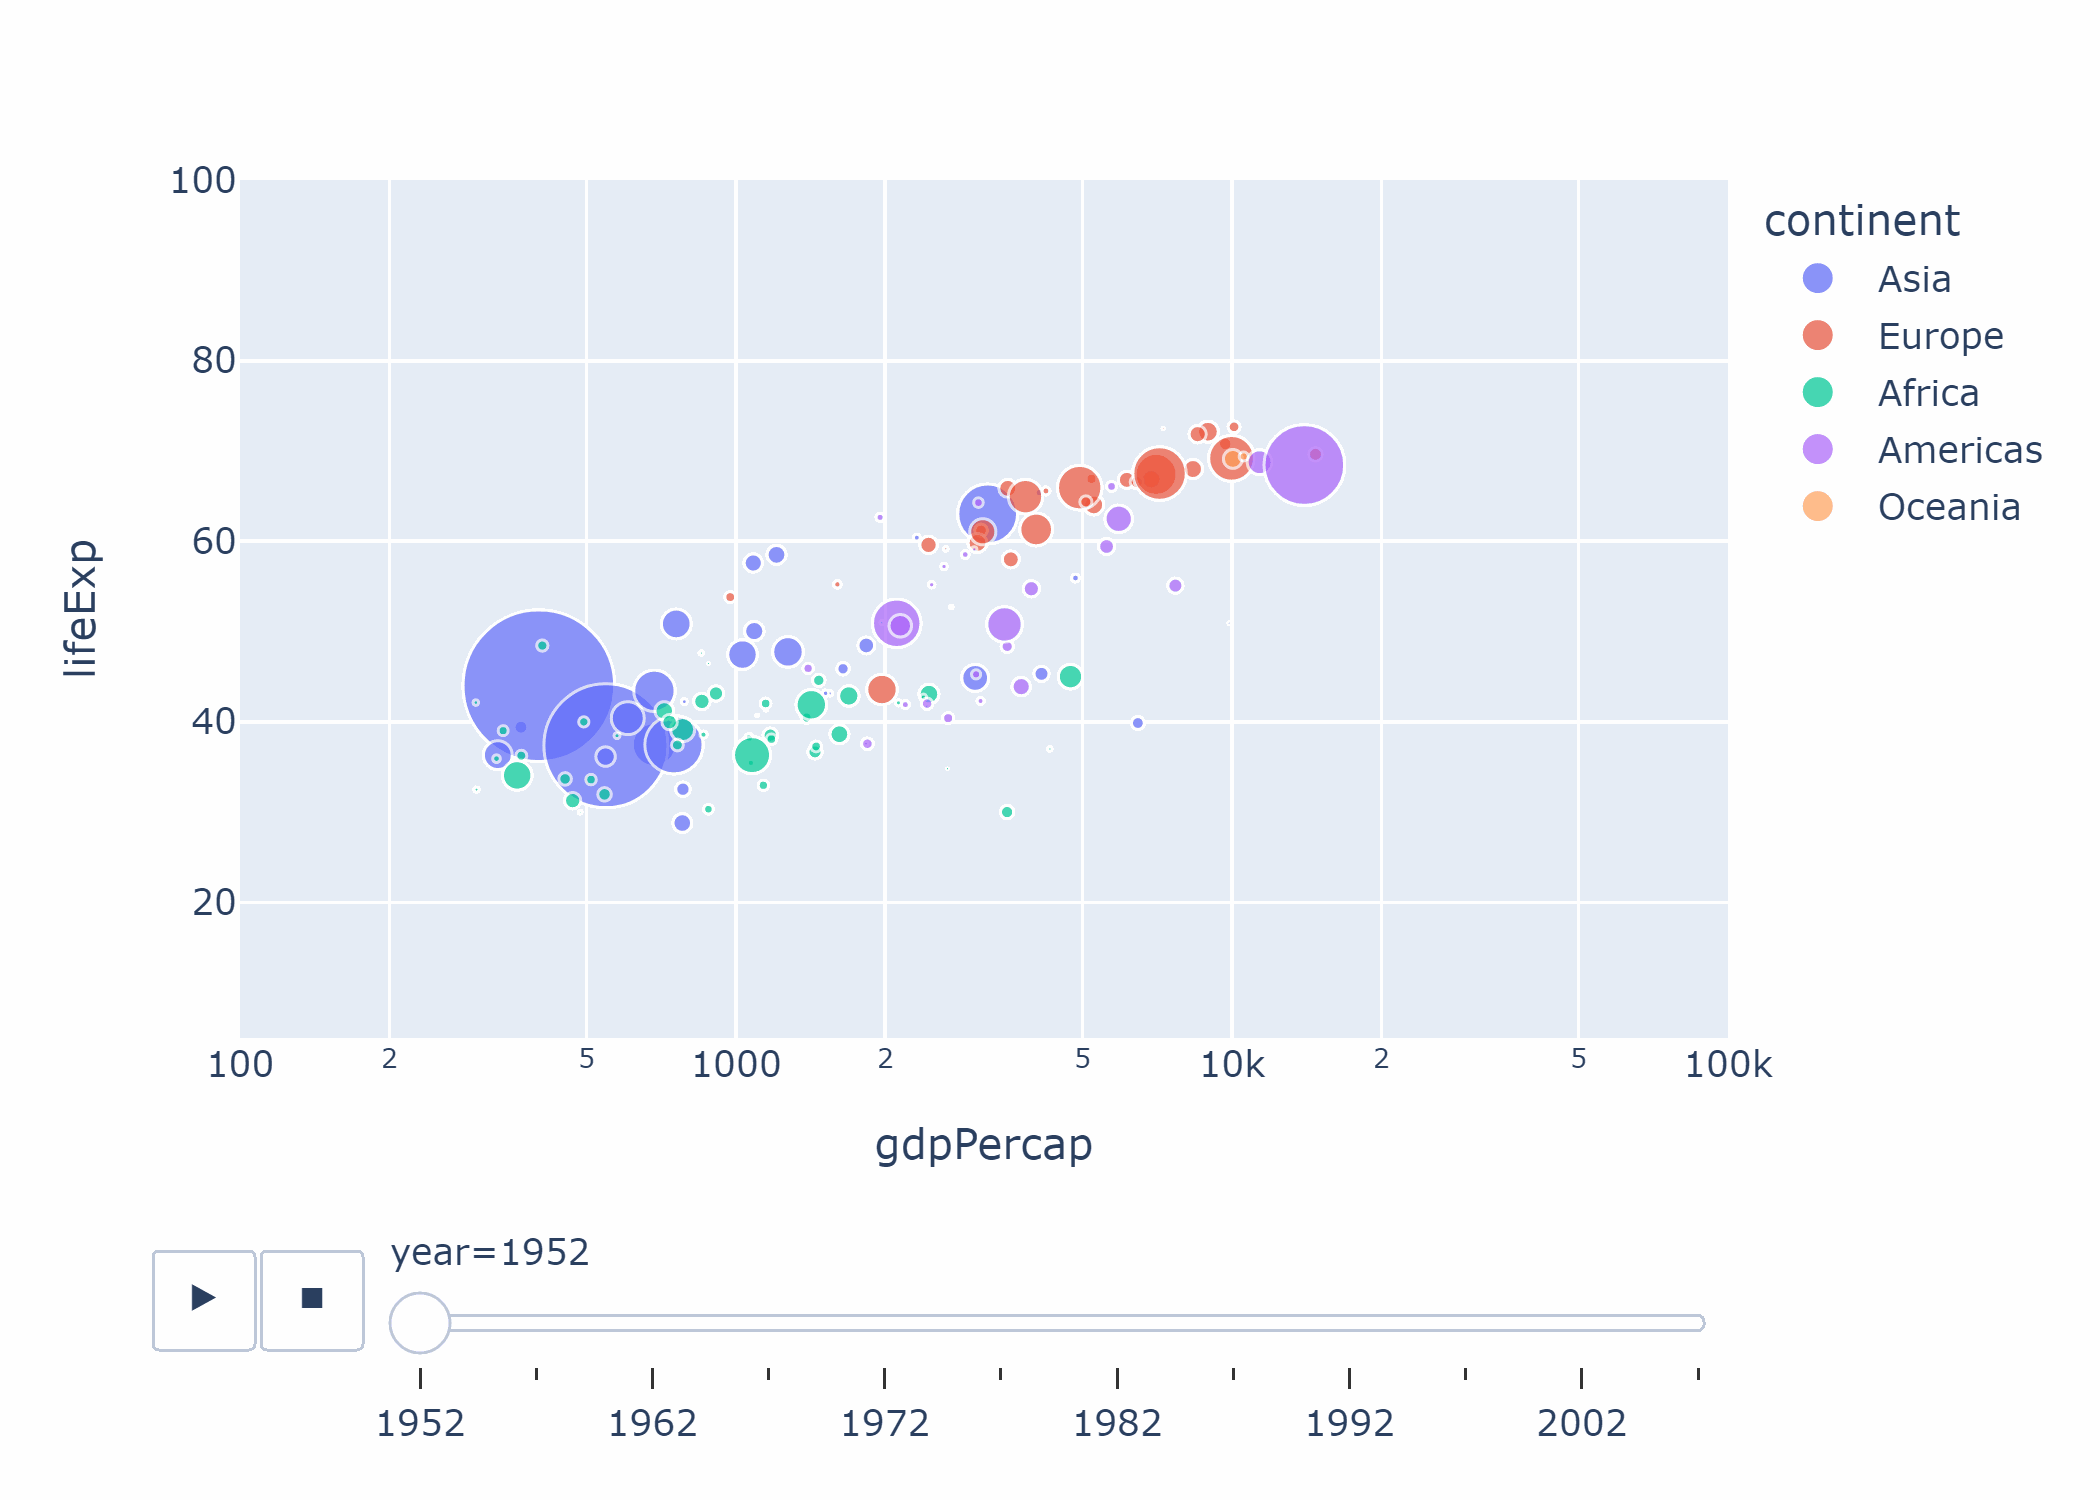 100
80
60
40
20
lifeExp
100 2 5 1000 2 5 10k 2 5 100k
gdpPercap
continent
Asia
Europe
Africa
Americas
Oceania
year=1952
1952 1962 1972 1982 1992 2002